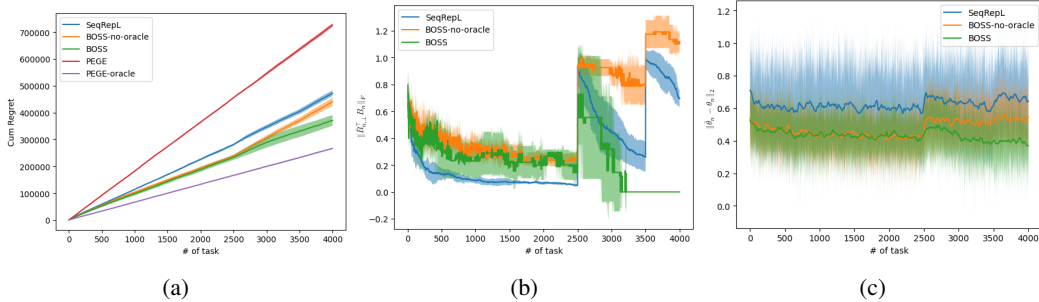 SeqRepL
BOSS-no-oracle
BOSS
PEGE
PEGE-oracle
Cum Regret
700000
600000
500000
400000
300000
200000
100000
0
0 500 1000 1500 2000 2500 3000 3500 4000
# of task
(a)
SeqRepL
BOSS-no-oracle
BOSS
1.2
1.0
0.8
0.6
0.4
0.2
0.0
−0.2
0 500 1000 1500 2000 2500 3000 3500 4000
# of task
(b)
SeqRepL
BOSS-no-oracle
BOSS
1.2
1.0
0.8
0.6
0.4
0.2
0.0
0 500 1000 1500 2000 2500 3000 3500 4000
# of task
(c)